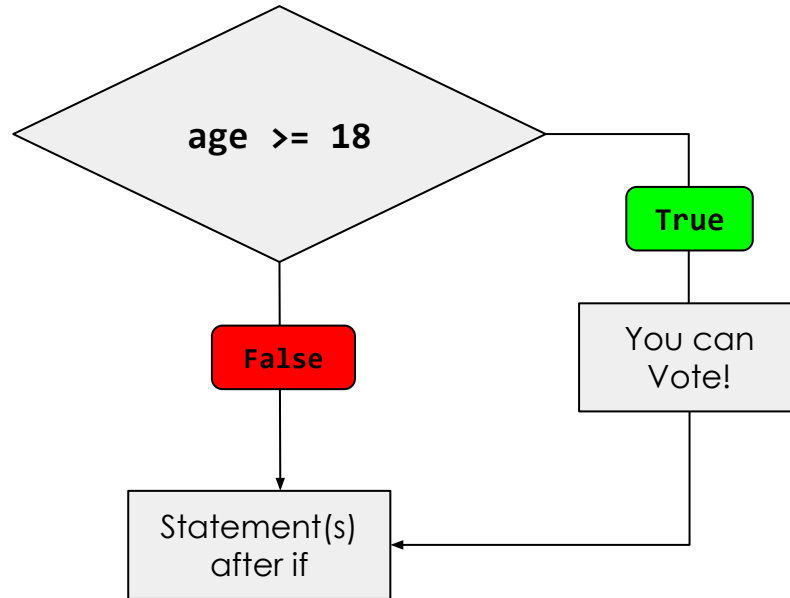 age >= 18
True
False
You can
Vote!
Statement(s)
after if